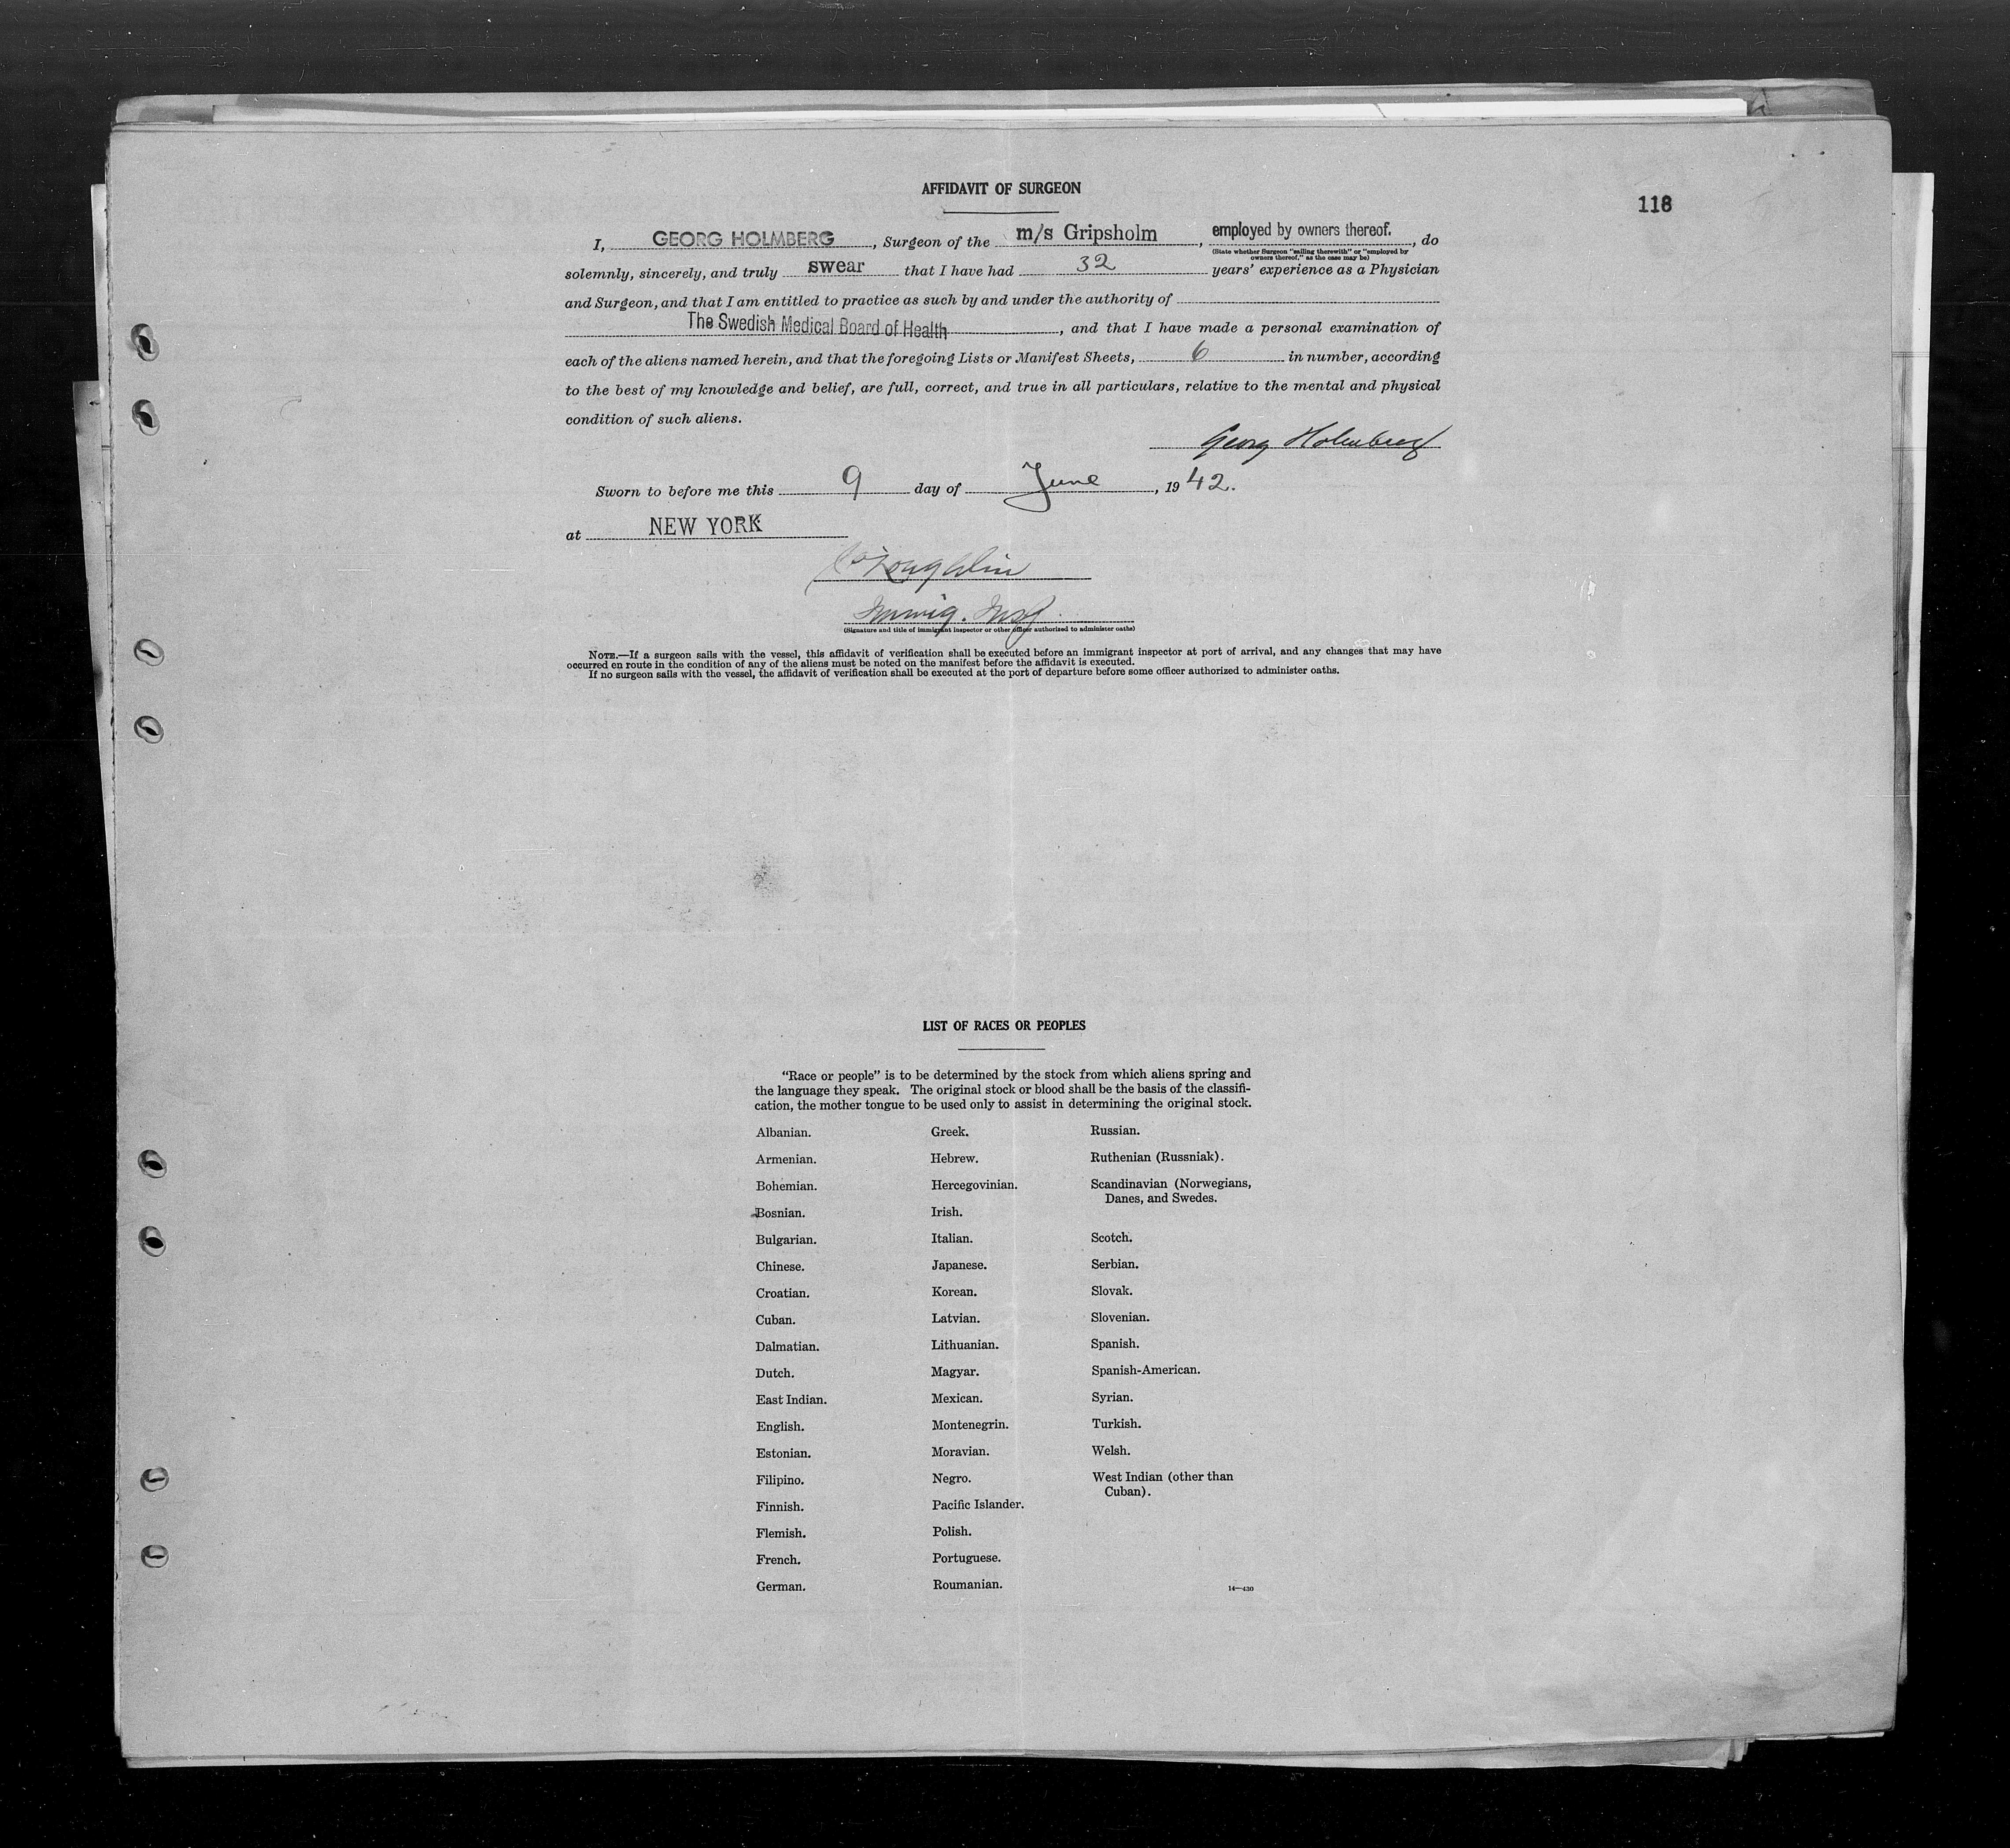 AFFIDAVIT OF SURGEON
118
I, GEORG HOLMBERG, Surgeon of the m/s Gripsholm, employed by owners thereof., do
(State whether Surgeon "sailing therewith" or "employed by
owners thereof," as the case may be)
solemnly, sincerely, and truly swear that I have had 32 years' experience as a Physician
and Surgeon, and that I am entitled to practice as such by and under the authority of
The Swedish Medical Board of Health, and that I have made a personal examination of
each of the aliens named herein, and that the foregoing Lists or Manifest Sheets, 6 in number, according
to the best of my knowledge and belief, are full, correct, and true in all particulars, relative to the mental and physical
condition of such aliens.
Georg Holmberg
Sworn to before me this 9 day of June, 1942.
at NEW YORK
O'Loughlin
Immig. Insp.
(Signature and title of immigrant inspector or other officer authorized to administer oaths)
NOTE.—If a surgeon sails with the vessel, this affidavit of verification shall be executed before an immigrant inspector at port of arrival, and any changes that may have
occurred en route in the condition of any of the aliens must be noted on the manifest before the affidavit is executed.
If no surgeon sails with the vessel, the affidavit of verification shall be executed at the port of departure before some officer authorized to administer oaths.
LIST OF RACES OR PEOPLES
"Race or people" is to be determined by the stock from which aliens spring and
the language they speak. The original stock or blood shall be the basis of the classifi-
cation, the mother tongue to be used only to assist in determining the original stock.
Albanian.
Armenian.
Bohemian.
Bosnian.
Bulgarian.
Chinese.
Croatian.
Cuban.
Dalmatian.
Dutch.
East Indian.
English.
Estonian.
Filipino.
Finnish.
Flemish.
French.
German.
Greek.
Hebrew.
Hercegovinian.
Irish.
Italian.
Japanese.
Korean.
Latvian.
Lithuanian.
Magyar.
Mexican.
Montenegrin.
Moravian.
Negro.
Pacific Islander.
Polish.
Portuguese.
Roumanian.
Russian.
Ruthenian (Russniak).
Scandinavian (Norwegians,
Danes, and Swedes.
Scotch.
Serbian.
Slovak.
Slovenian.
Spanish.
Spanish-American.
Syrian.
Turkish.
Welsh.
West Indian (other than
Cuban).
14—430